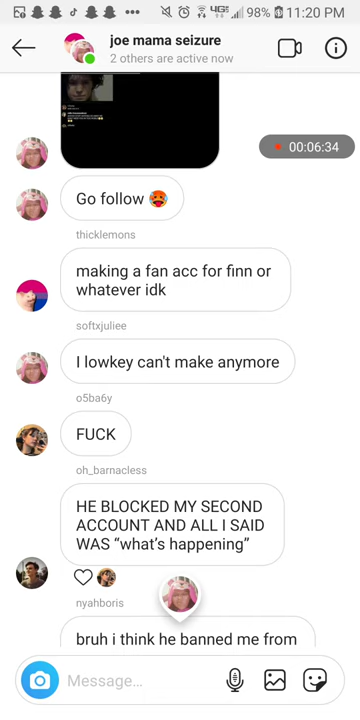 98% 11:20 PM
joe mama seizure
2 others are active now
00:06:34
Go follow 🥵
thicklemons
making a fan acc for finn or
whatever idk
softxjuliee
I lowkey can't make anymore
o5ba6y
FUCK
oh_barnacless
HE BLOCKED MY SECOND
ACCOUNT AND ALL I SAID
WAS “what's happening”
nyahboris
bruh i think he banned me from
Message...